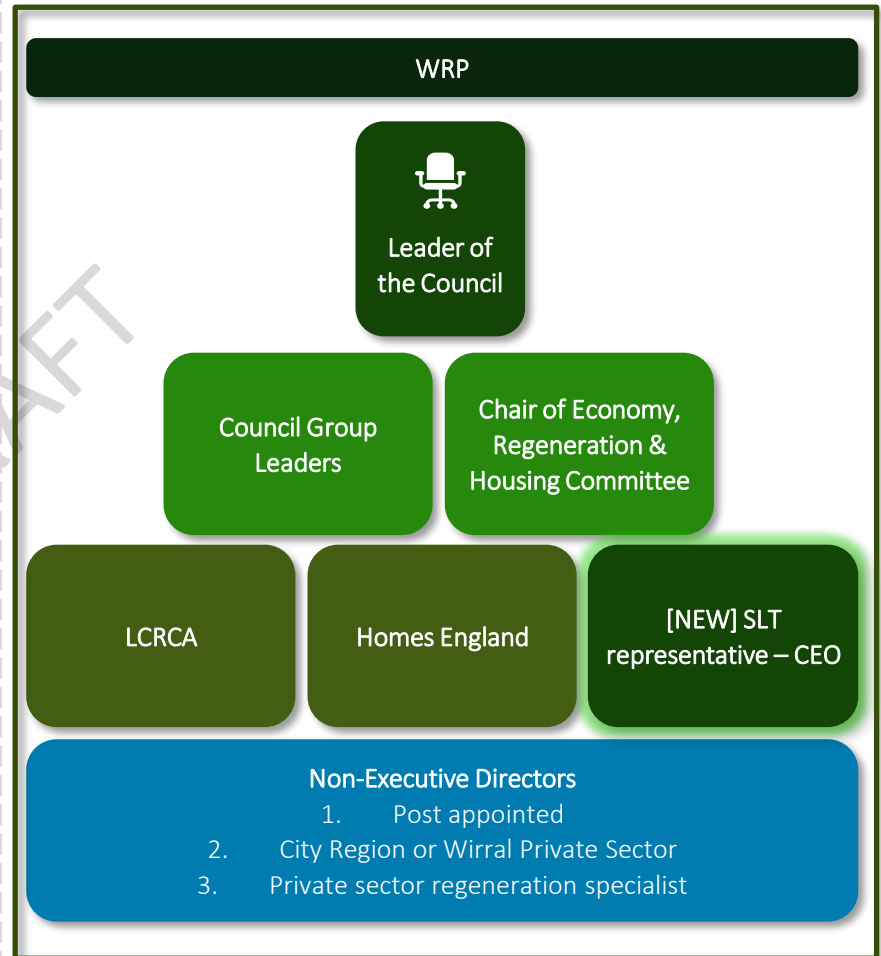 WRP
Leader of
the Council
Council Group
Leaders
Chair of Economy,
Regeneration &
Housing Committee
LCRCA
Homes England
[NEW] SLT
representative – CEO
Non-Executive Directors
1. Post appointed
2. City Region or Wirral Private Sector
3. Private sector regeneration specialist